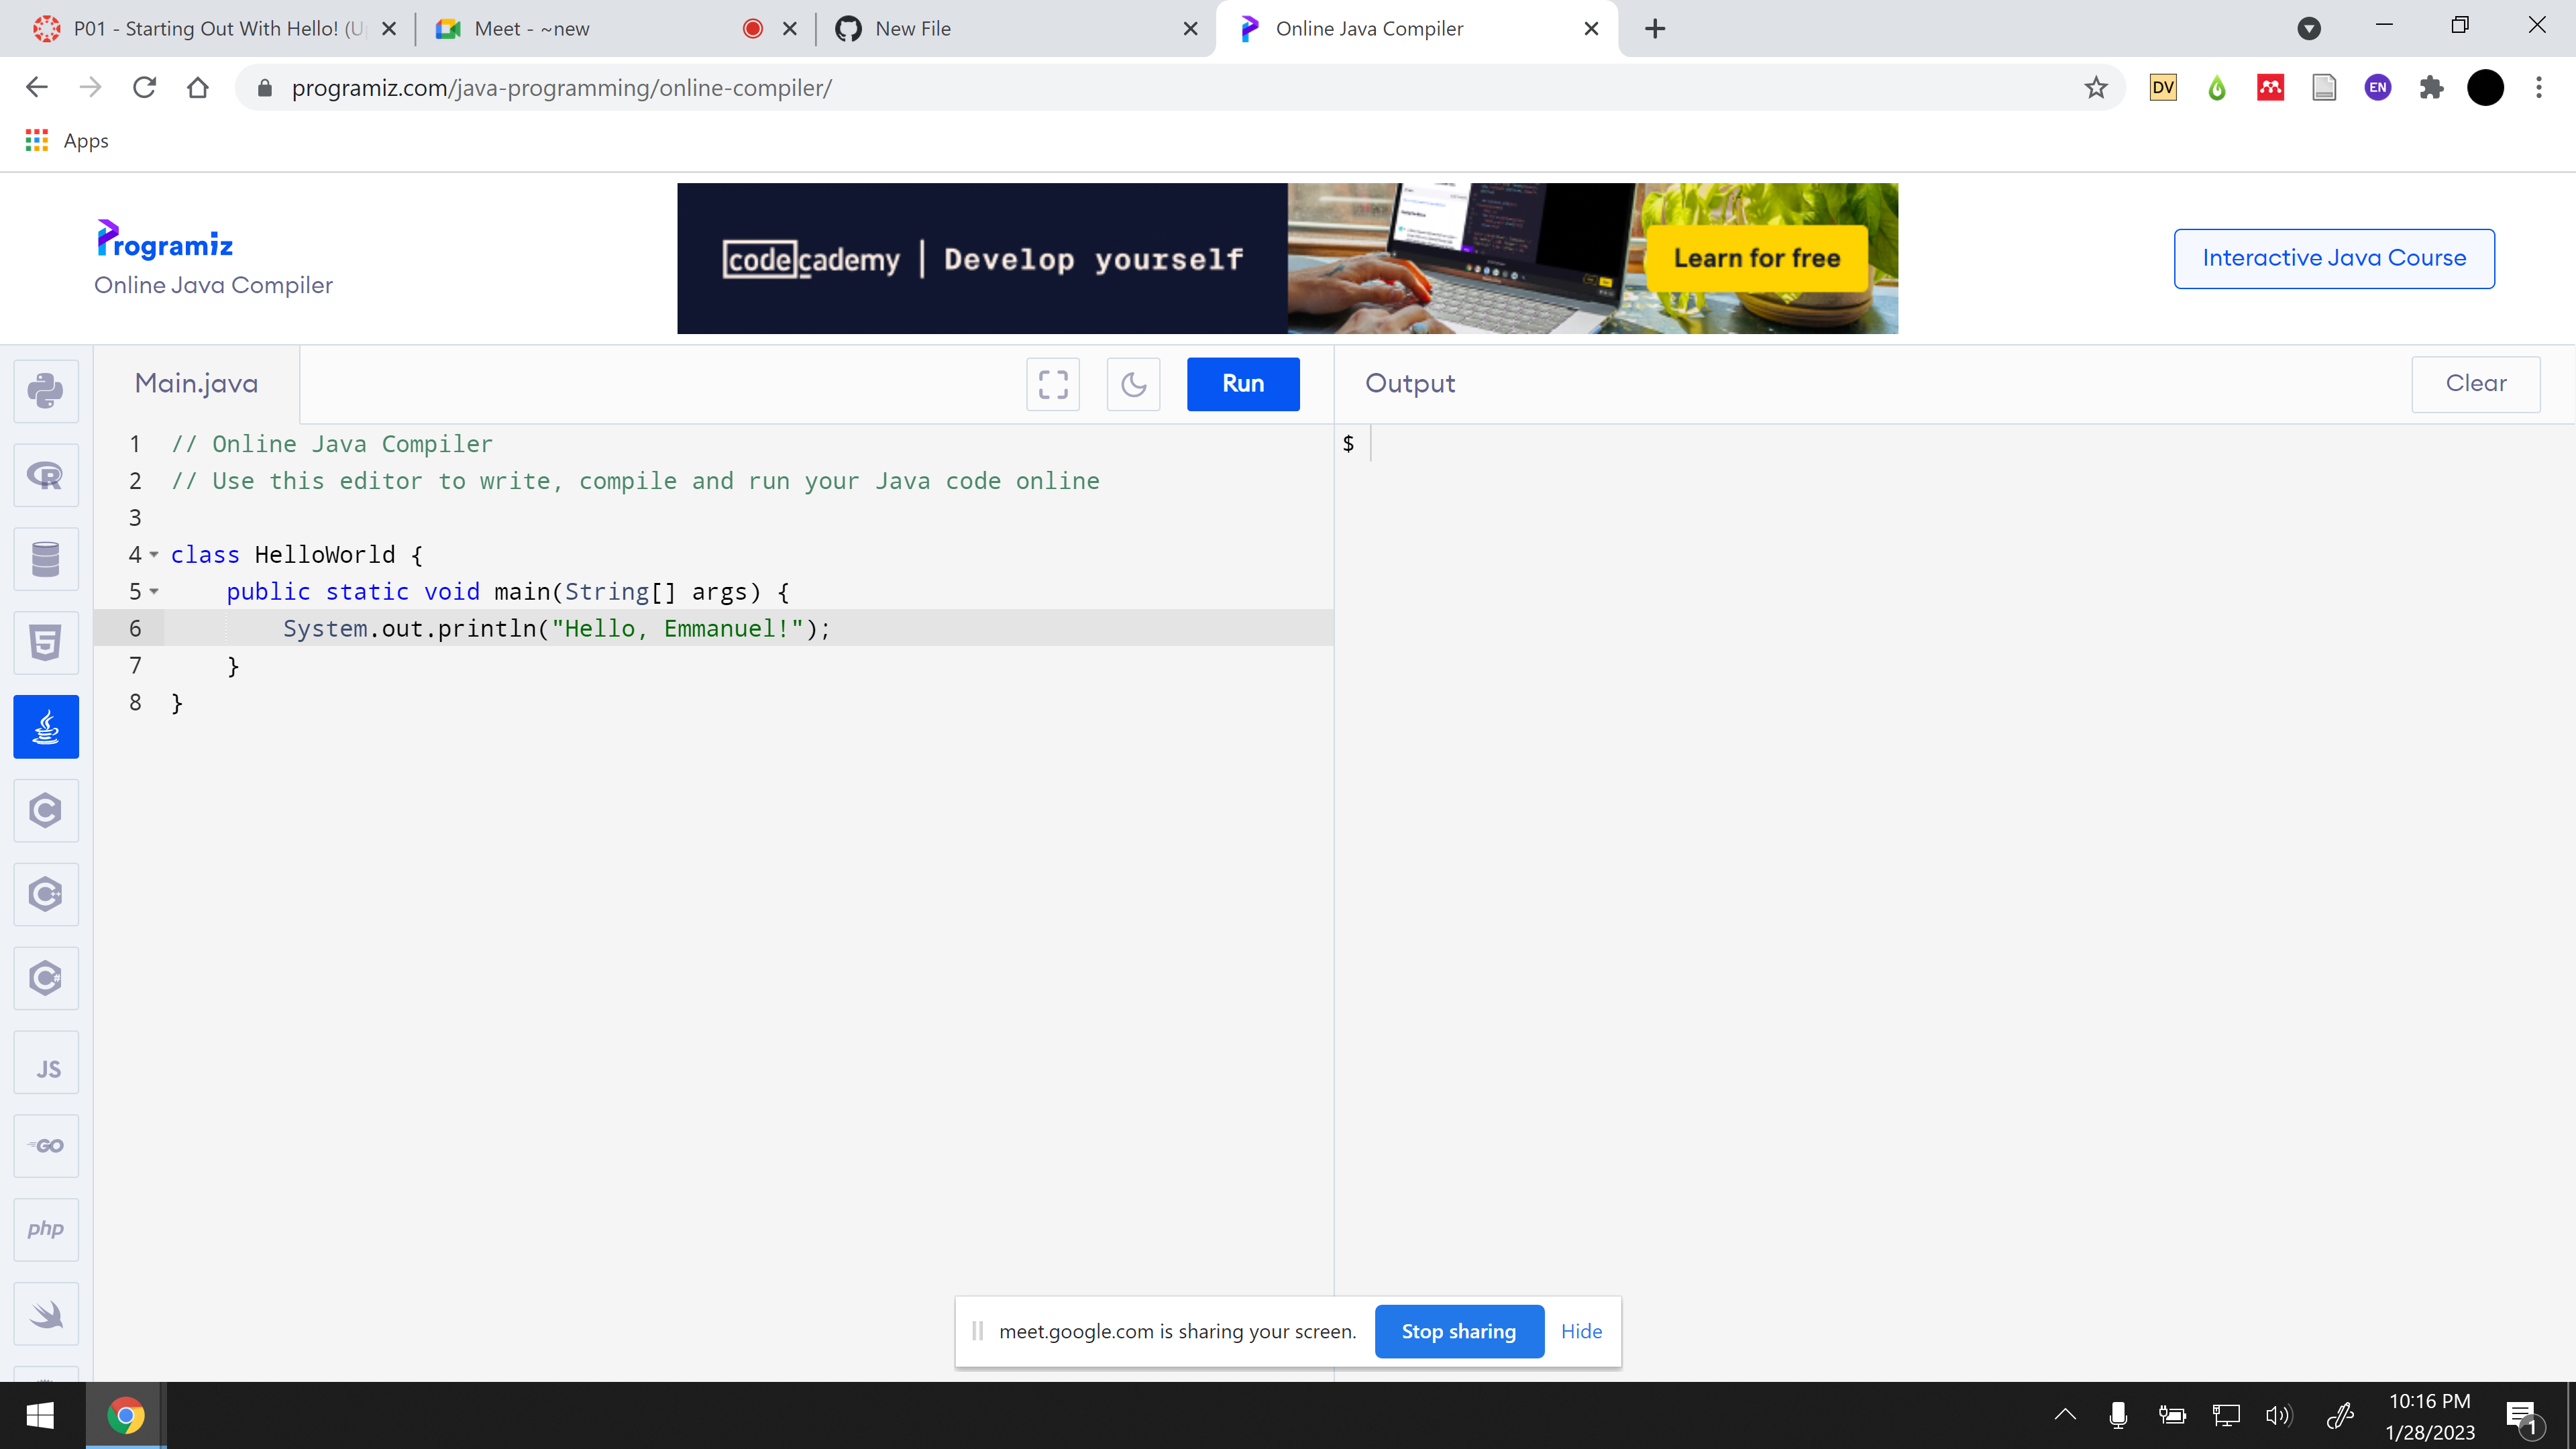 P01 - Starting Out With Hello! (U
Meet - ~new
New File
Online Java Compiler
programiz.com/java-programming/online-compiler/
DV
EN
Apps
Programiz
Online Java Compiler
codecademy | Develop yourself
Learn for free
Interactive Java Course
Main.java
Run
Output
Clear
1 // Online Java Compiler
2 // Use this editor to write, compile and run your Java code online
3
4 class HelloWorld {
5 public static void main(String[] args) {
6 System.out.println("Hello, Emmanuel!");
7 }
8 }
$
R
5
C
C++
C#
JS
GO
php
meet.google.com is sharing your screen.
Stop sharing
Hide
10:16 PM
1/28/2023
1